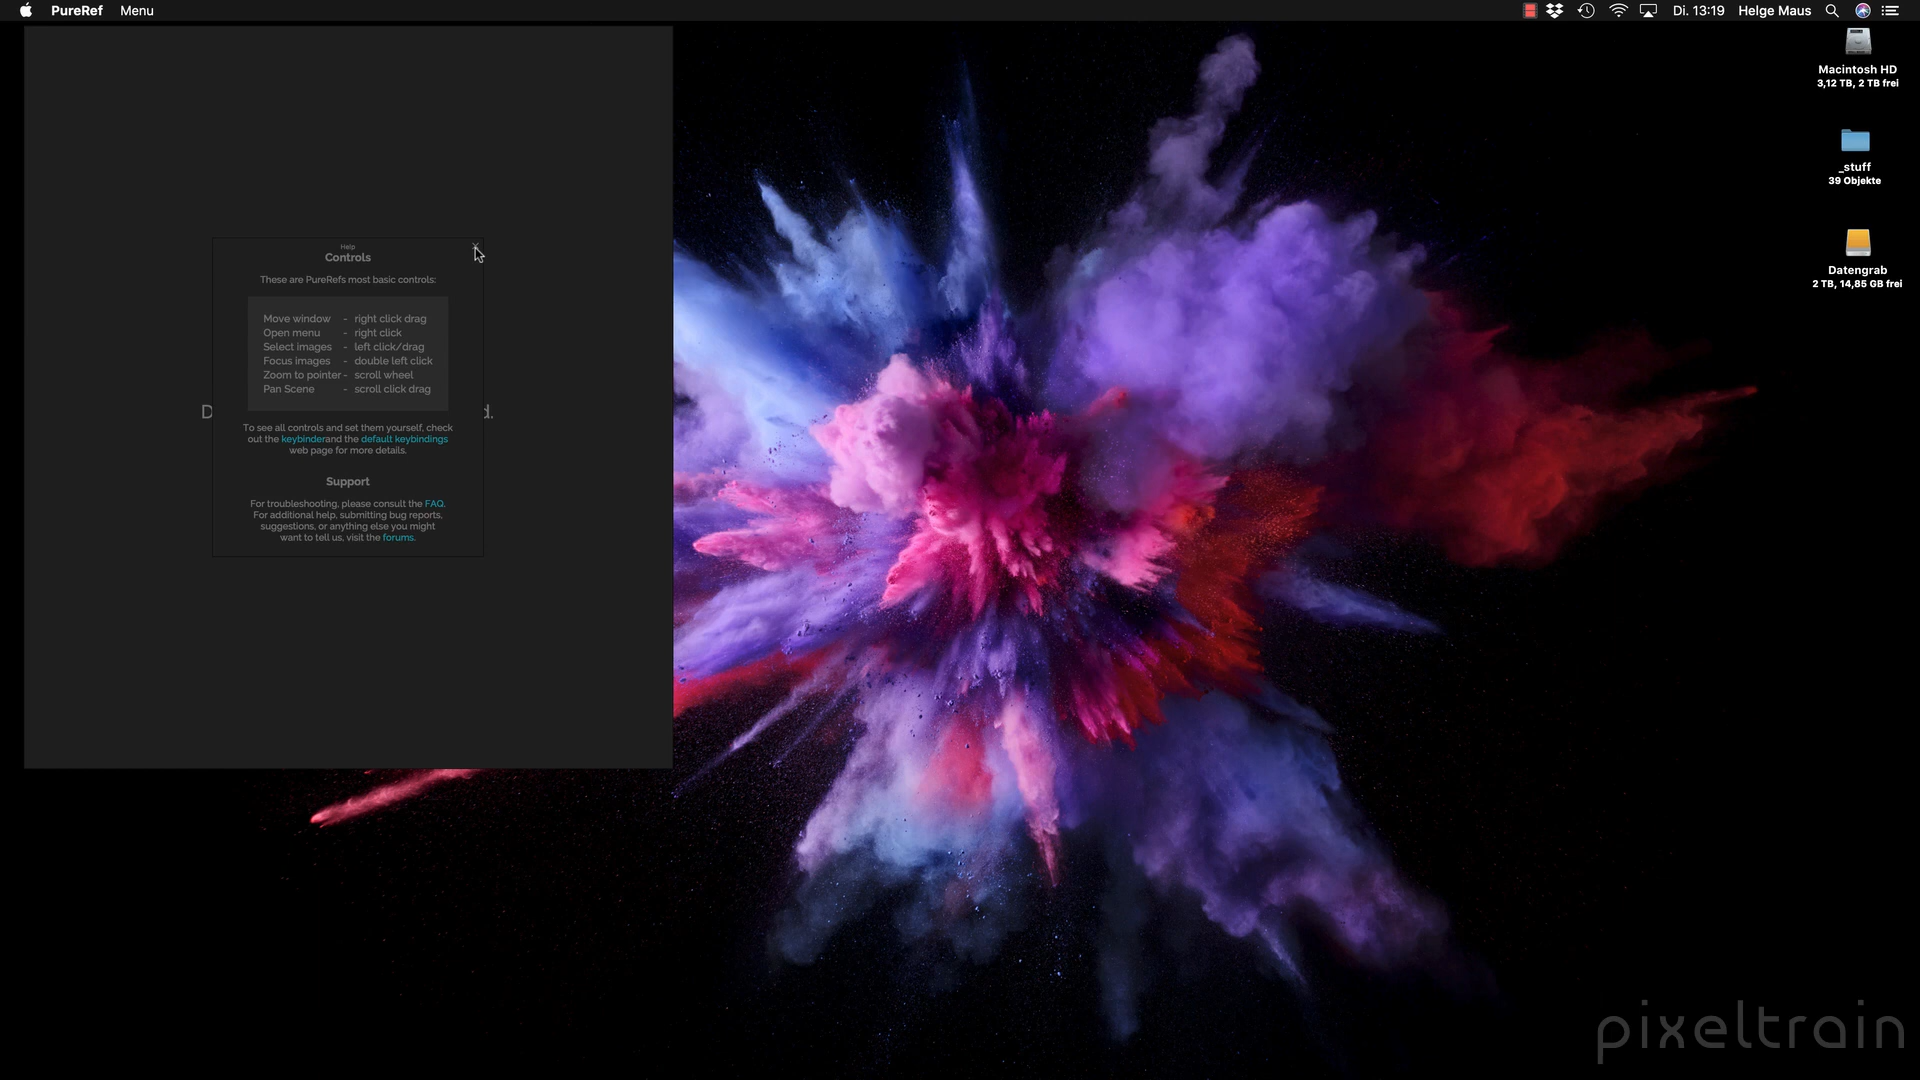 PureRef Menu
Di. 13:19 Helge Maus
Macintosh HD
3,12 TB, 2 TB frei
_stuff
39 Objekte
Datengrab
2 TB, 14,85 GB frei
Help
Controls
These are PureRefs most basic controls:
Move window - right click drag
Open menu - right click
Select images - left click/drag
Focus images - double left click
Zoom to pointer - scroll wheel
Pan Scene - scroll click drag
D d.
To see all controls and set them yourself, check
out the keybinderand the default keybindings
web page for more details.
Support
For troubleshooting, please consult the FAQ.
For additional help, submitting bug reports,
suggestions, or anything else you might
want to tell us, visit the forums.
pixeltrain